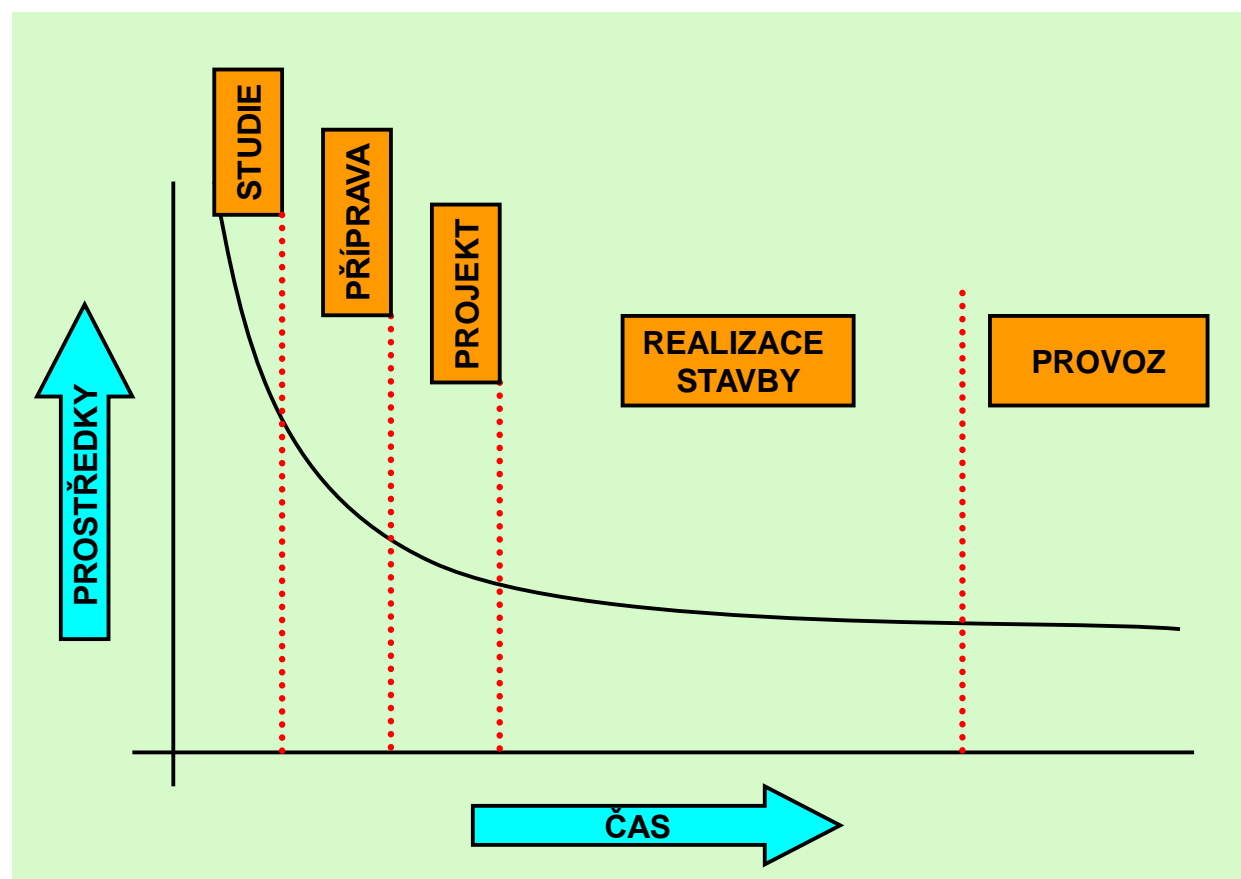 STUDIE
PŘÍPRAVA
PROJEKT
REALIZACE
STAVBY
PROVOZ
PROSTŘEDKY
ČAS